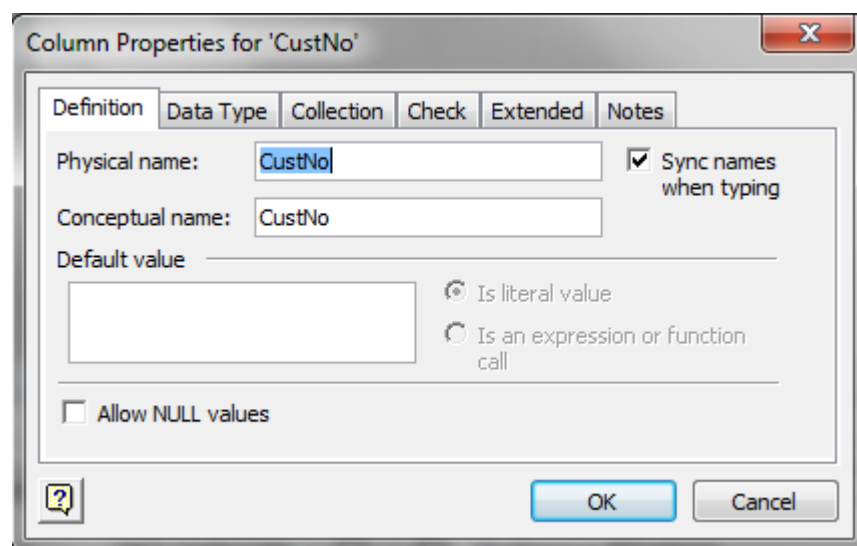 Column Properties for 'CustNo'
Definition Data Type Collection Check Extended Notes
Physical name: CustNo Sync names
when typing
Conceptual name: CustNo
Default value
Is literal value
Is an expression or function
call
Allow NULL values
OK Cancel